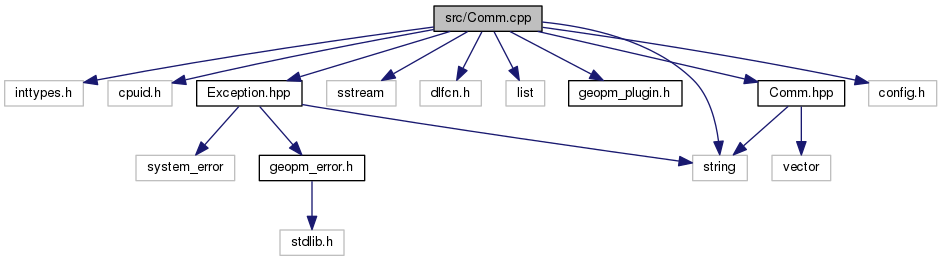 src/Comm.cpp
inttypes.h
cpuid.h
Exception.hpp
sstream
dlfcn.h
list
geopm_plugin.h
Comm.hpp
config.h
system_error
geopm_error.h
string
vector
stdlib.h